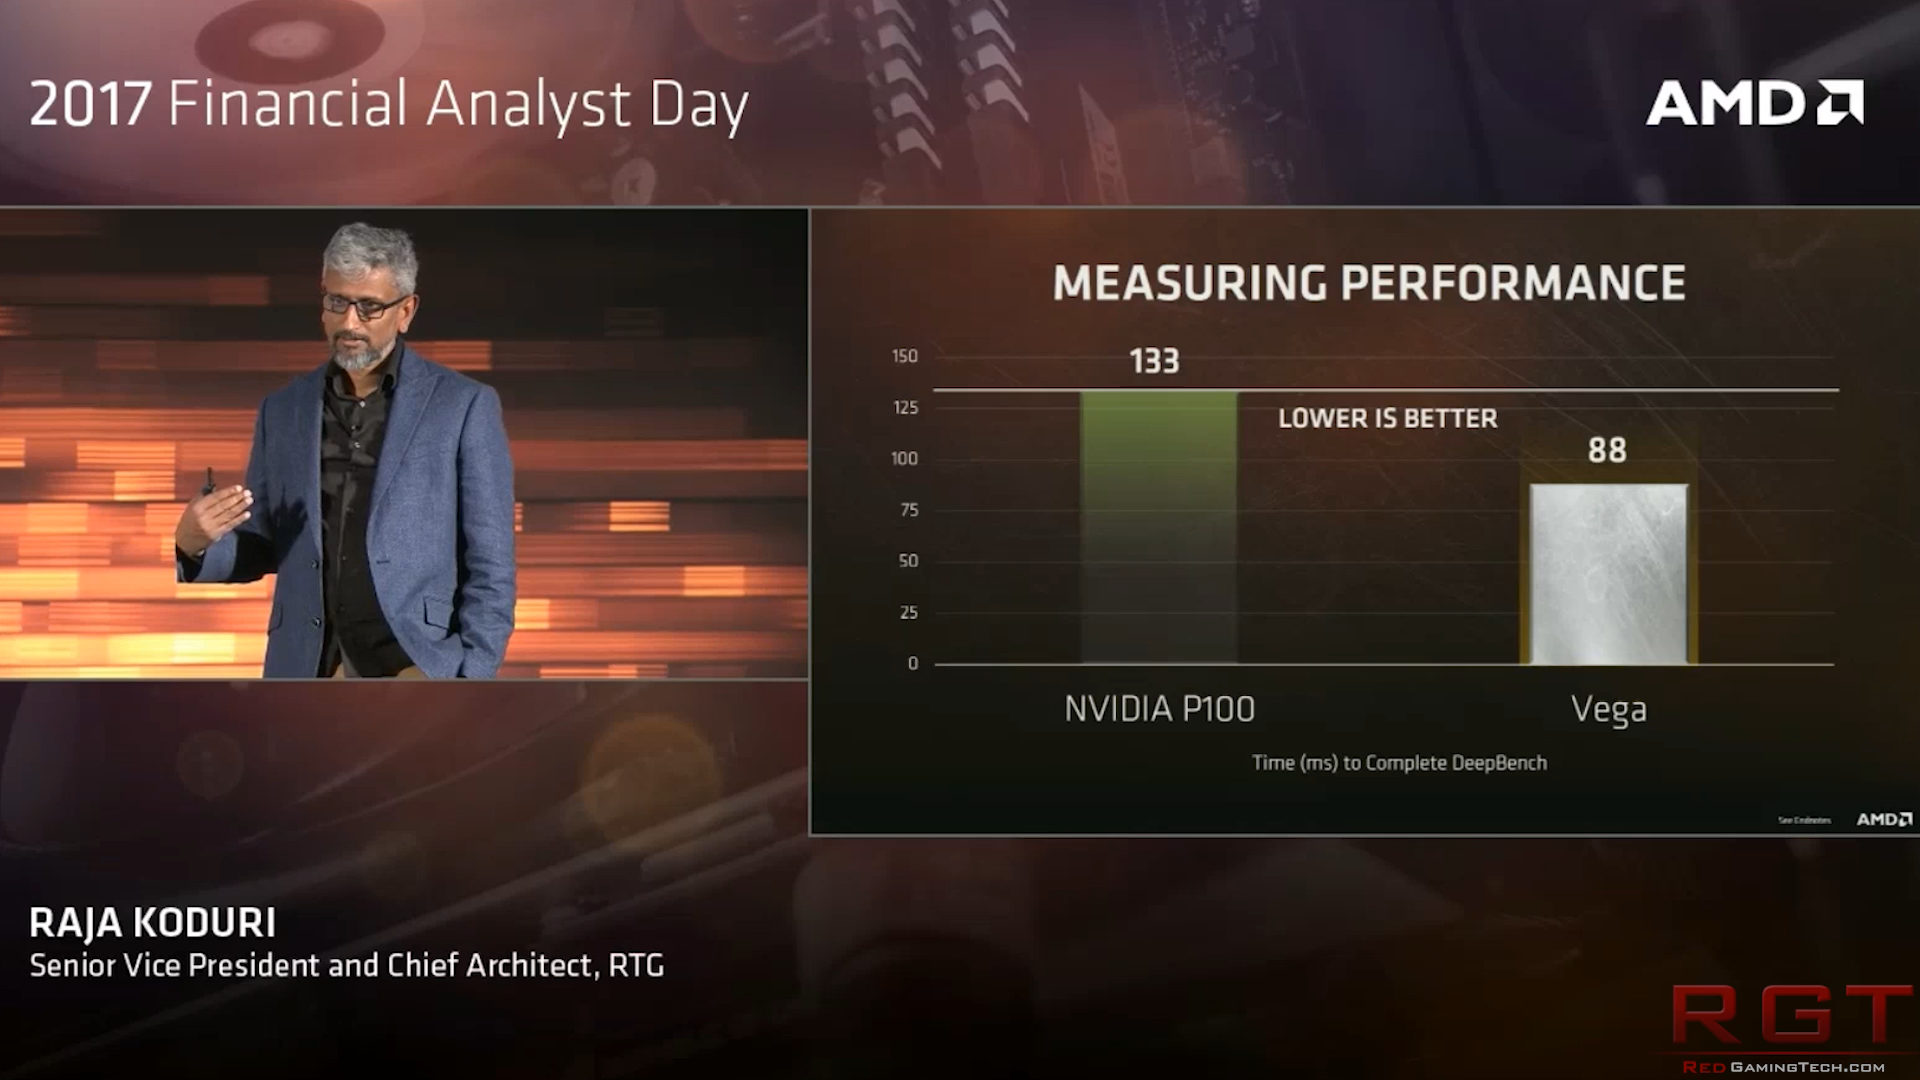 2017 Financial Analyst Day
AMD
MEASURING PERFORMANCE
150
133
125
LOWER IS BETTER
100
88
75
50
25
0
NVIDIA P100
Vega
Time (ms) to Complete DeepBench
See Endnotes
AMD
RAJA KODURI
Senior Vice President and Chief Architect, RTG
RGT
REDGAMINGTECH.COM